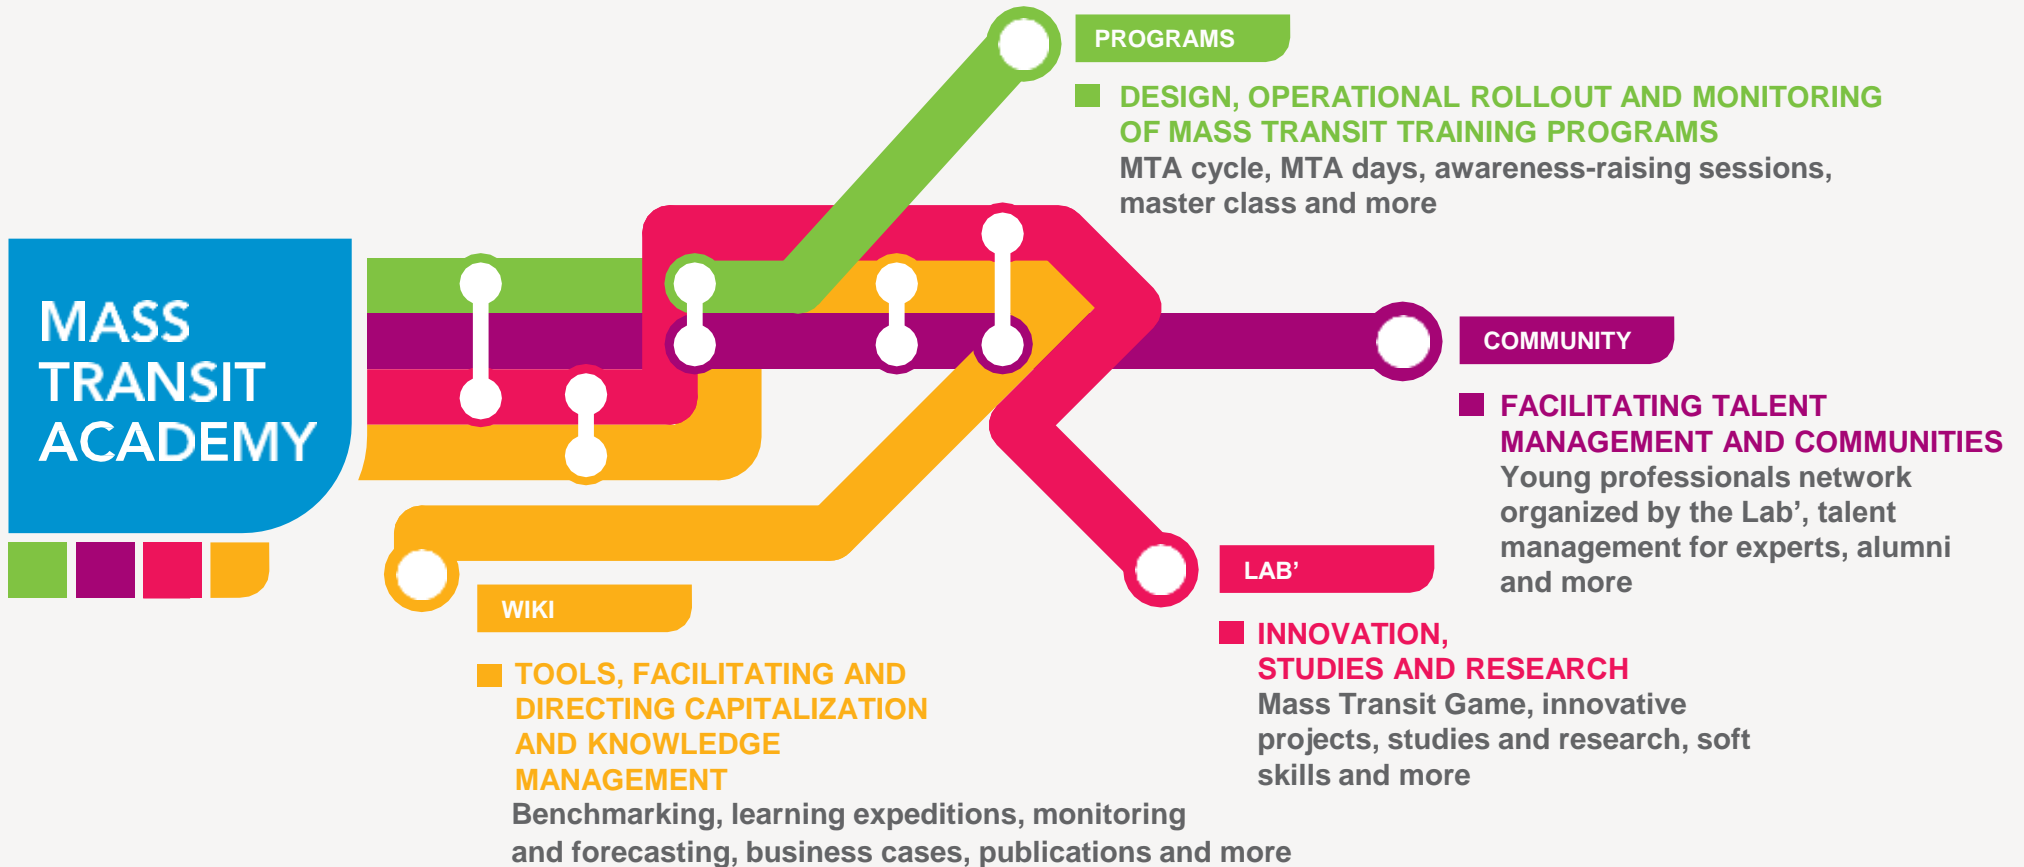 MASS
TRANSIT
ACADEMY
PROGRAMS
DESIGN, OPERATIONAL ROLLOUT AND MONITORING
OF MASS TRANSIT TRAINING PROGRAMS
MTA cycle, MTA days, awareness-raising sessions,
master class and more
COMMUNITY
FACILITATING TALENT
MANAGEMENT AND COMMUNITIES
Young professionals network
organized by the Lab’, talent
management for experts, alumni
and more
LAB’
INNOVATION,
STUDIES AND RESEARCH
Mass Transit Game, innovative
projects, studies and research, soft
skills and more
WIKI
TOOLS, FACILITATING AND
DIRECTING CAPITALIZATION
AND KNOWLEDGE
MANAGEMENT
Benchmarking, learning expeditions, monitoring
and forecasting, business cases, publications and more